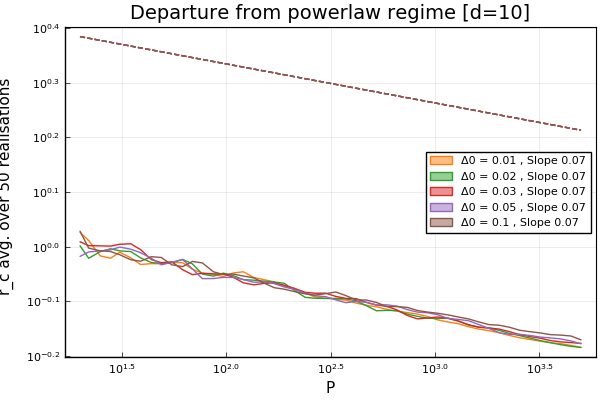 Departure from powerlaw regime [d=10]
r_c avg. over 50 realisations
10^0.4
10^0.3
10^0.2
10^0.1
10^0.0
10^−0.1
10^−0.2
Δ0 = 0.01 , Slope 0.07
Δ0 = 0.02 , Slope 0.07
Δ0 = 0.03 , Slope 0.07
Δ0 = 0.05 , Slope 0.07
Δ0 = 0.1 , Slope 0.07
10^1.5 10^2.0 10^2.5 10^3.0 10^3.5
P